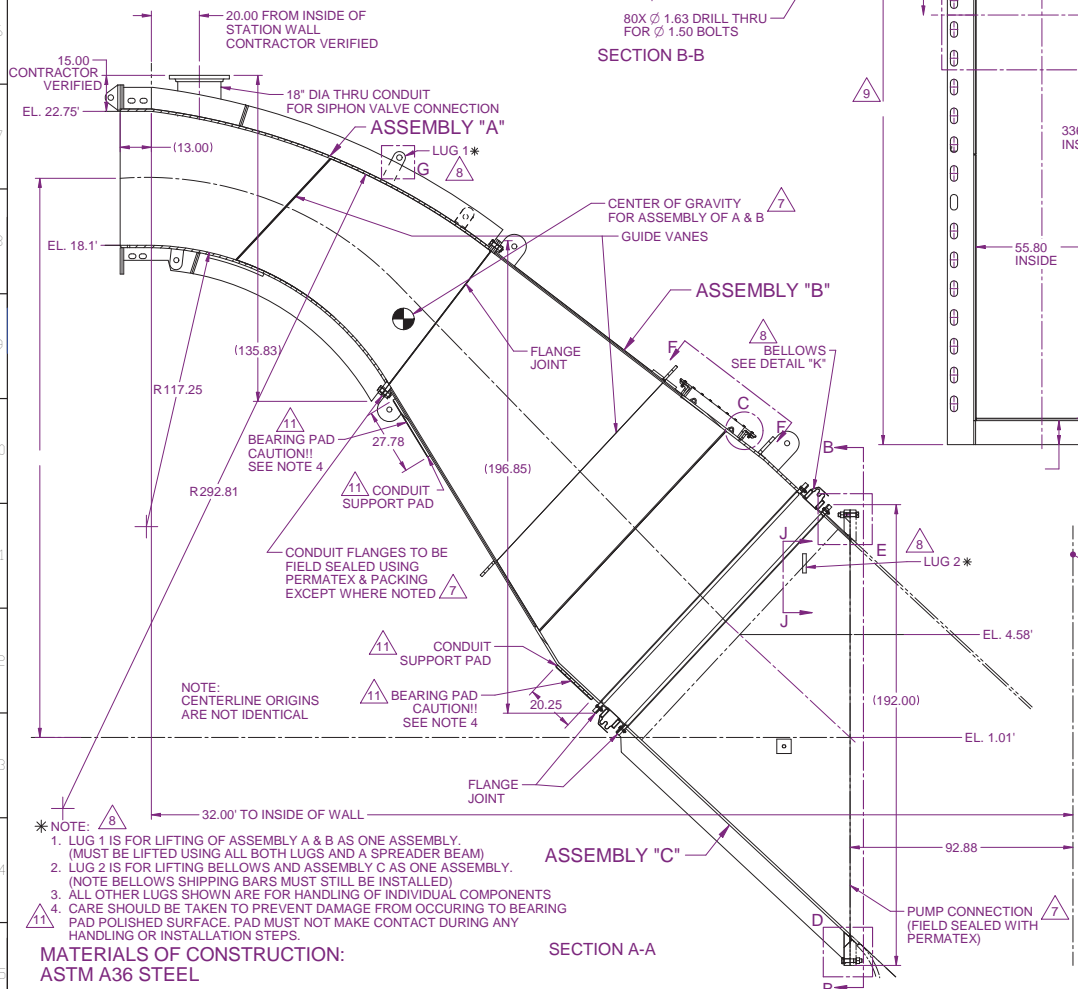 20.00 FROM INSIDE OF
STATION WALL
CONTRACTOR VERIFIED
80X Ø 1.63 DRILL THRU
FOR Ø 1.50 BOLTS
SECTION B-B
15.00
CONTRACTOR
VERIFIED
18" DIA THRU CONDUIT
FOR SIPHON VALVE CONNECTION
9
EL. 22.75'
ASSEMBLY "A"
(13.00)
LUG 1*
G
8
336
INS
CENTER OF GRAVITY
FOR ASSEMBLY OF A & B
7
GUIDE VANES
EL. 18.1'
55.80
INSIDE
ASSEMBLY "B"
8
BELLOWS
SEE DETAIL "K"
F
(135.83)
FLANGE
JOINT
R117.25
C
F
11
BEARING PAD
CAUTION!!
SEE NOTE 4
27.78
B
(196.85)
R292.81
11
CONDUIT
SUPPORT PAD
E
8
J
LUG 2*
CONDUIT FLANGES TO BE
FIELD SEALED USING
PERMATEX & PACKING
EXCEPT WHERE NOTED
7
J
EL. 4.58'
11
CONDUIT
SUPPORT PAD
NOTE:
CENTERLINE ORIGINS
ARE NOT IDENTICAL
11
BEARING PAD
CAUTION!!
SEE NOTE 4
20.25
(192.00)
EL. 1.01'
FLANGE
JOINT
32.00' TO INSIDE OF WALL
* NOTE:
8
1. LUG 1 IS FOR LIFTING OF ASSEMBLY A & B AS ONE ASSEMBLY.
(MUST BE LIFTED USING ALL BOTH LUGS AND A SPREADER BEAM)
2. LUG 2 IS FOR LIFTING BELLOWS AND ASSEMBLY C AS ONE ASSEMBLY.
(NOTE BELLOWS SHIPPING BARS MUST STILL BE INSTALLED)
3. ALL OTHER LUGS SHOWN ARE FOR HANDLING OF INDIVIDUAL COMPONENTS
11
4. CARE SHOULD BE TAKEN TO PREVENT DAMAGE FROM OCCURING TO BEARING
PAD POLISHED SURFACE. PAD MUST NOT MAKE CONTACT DURING ANY
HANDLING OR INSTALLATION STEPS.
ASSEMBLY "C"
92.88
D
PUMP CONNECTION
(FIELD SEALED WITH
PERMATEX)
7
MATERIALS OF CONSTRUCTION:
ASTM A36 STEEL
SECTION A-A